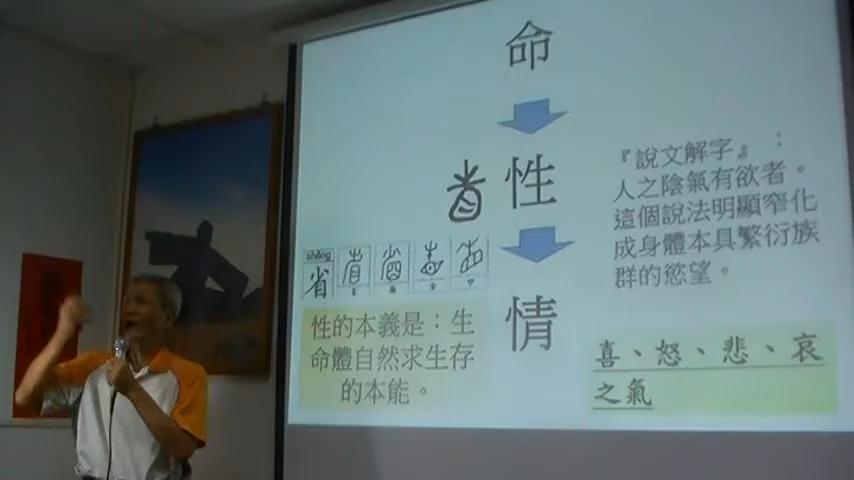 命
性
情
『說文解字』：
人之陰氣有欲者。
這個說法明顯窄化
成身體本具繁衍族
群的慾望。
shěng
省
性的本義是：生
命體自然求生存
的本能。
喜、怒、悲、哀
之氣